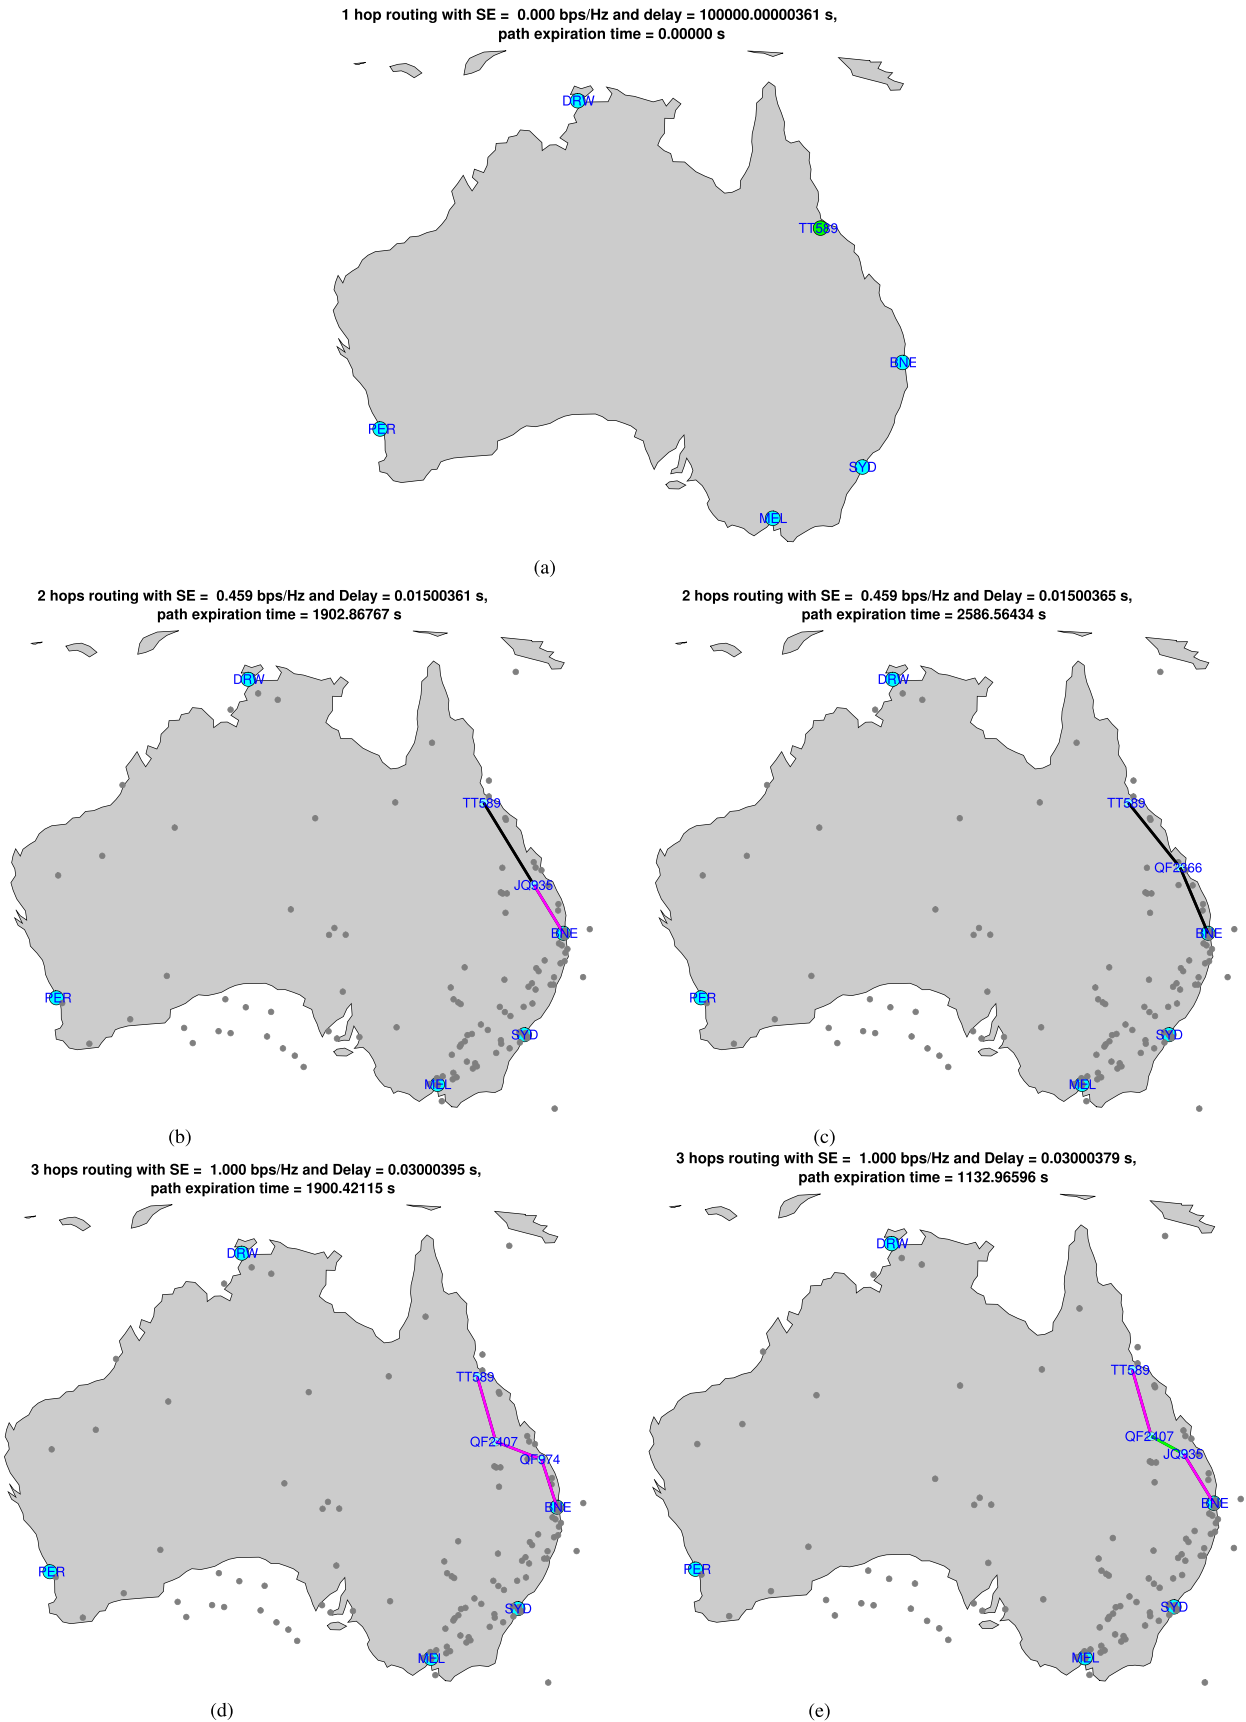 1 hop routing with SE =  0.000 bps/Hz and delay = 100000.00000361 s,
path expiration time = 0.00000 s
DRW
TT589
BNE
PER
SYD
MEL
(a)
2 hops routing with SE =  0.459 bps/Hz and Delay = 0.01500361 s,
path expiration time = 1902.86767 s
DRW
TT589
JQ935
BNE
PER
SYD
MEL
(b)
2 hops routing with SE =  0.459 bps/Hz and Delay = 0.01500365 s,
path expiration time = 2586.56434 s
DRW
TT589
QF2366
BNE
PER
SYD
MEL
(c)
3 hops routing with SE =  1.000 bps/Hz and Delay = 0.03000395 s,
path expiration time = 1900.42115 s
DRW
TT589
QF2407
QF974
BNE
PER
SYD
MEL
(d)
3 hops routing with SE =  1.000 bps/Hz and Delay = 0.03000379 s,
path expiration time = 1132.96596 s
DRW
TT589
QF2407
JQ935
BNE
PER
SYD
MEL
(e)